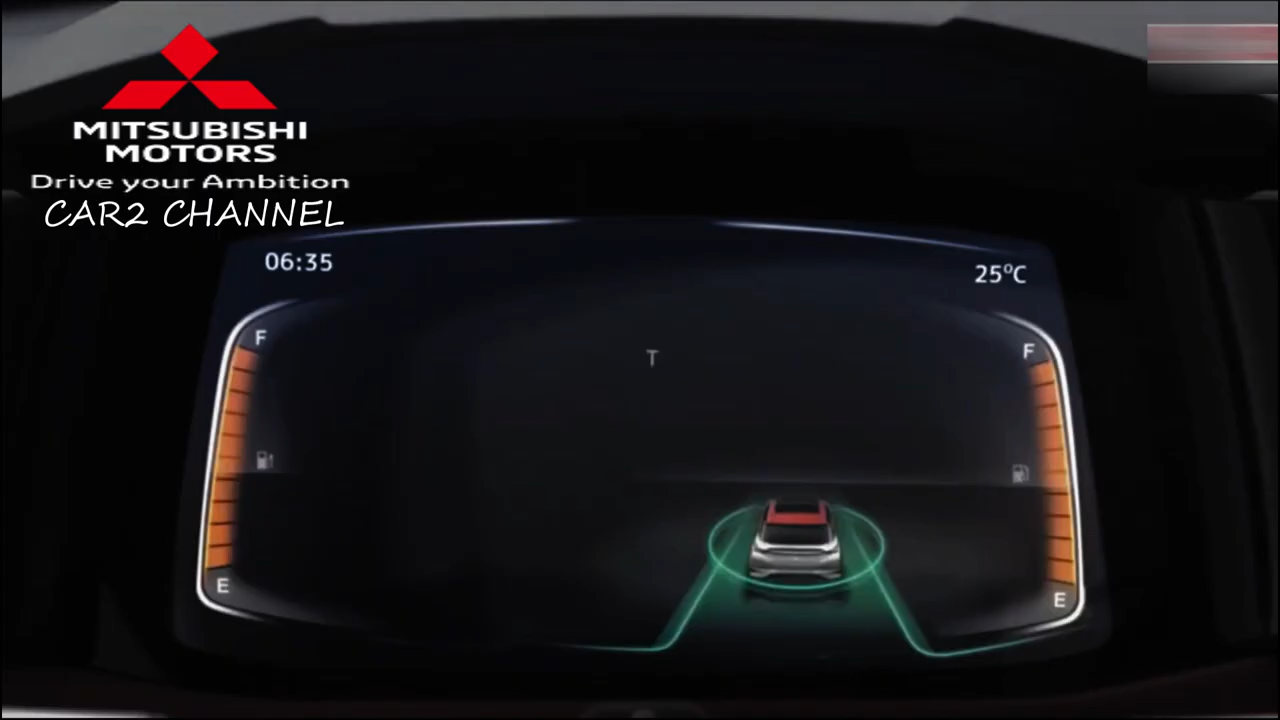 MITSUBISHI
MOTORS
Drive your Ambition
CAR2 CHANNEL
06:35
25°C
F
F
T
E
E